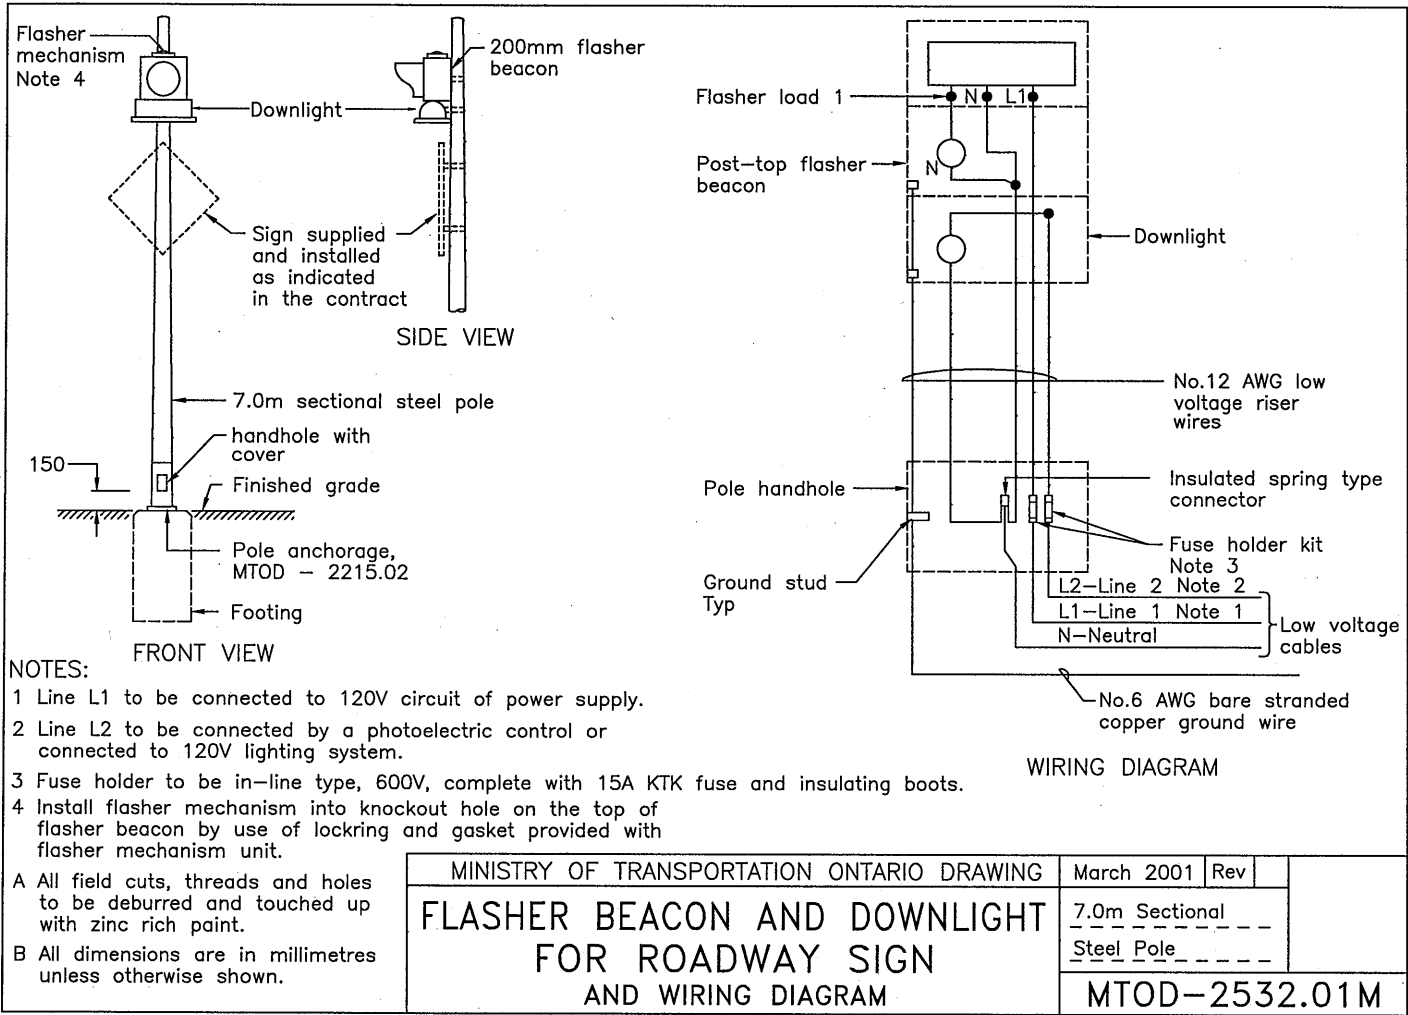 Flasher
mechanism
Note 4
200mm flasher
beacon
Downlight
Sign supplied
and installed
as indicated
in the contract
SIDE VIEW
7.0m sectional steel pole
handhole with
cover
150
Finished grade
Pole anchorage,
MTOD - 2215.02
Footing
FRONT VIEW
Flasher load 1
N
L1
Post-top flasher
beacon
N
Downlight
No.12 AWG low
voltage riser
wires
Pole handhole
Insulated spring type
connector
Fuse holder kit
Note 3
Ground stud
Typ
L2-Line 2 Note 2
L1-Line 1 Note 1
N-Neutral
Low voltage
cables
No.6 AWG bare stranded
copper ground wire
WIRING DIAGRAM
NOTES:
1 Line L1 to be connected to 120V circuit of power supply.
2 Line L2 to be connected by a photoelectric control or
connected to 120V lighting system.
3 Fuse holder to be in-line type, 600V, complete with 15A KTK fuse and insulating boots.
4 Install flasher mechanism into knockout hole on the top of
flasher beacon by use of lockring and gasket provided with
flasher mechanism unit.
A All field cuts, threads and holes
to be deburred and touched up
with zinc rich paint.
B All dimensions are in millimetres
unless otherwise shown.
MINISTRY OF TRANSPORTATION ONTARIO DRAWING
March 2001 Rev
FLASHER BEACON AND DOWNLIGHT
FOR ROADWAY SIGN
AND WIRING DIAGRAM
7.0m Sectional
Steel Pole
MTOD-2532.01M